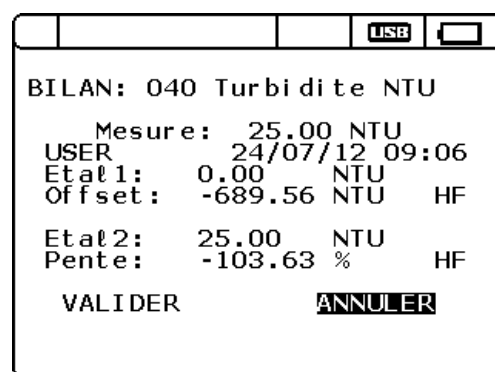 USB
BILAN: 040 Turbidite NTU
Mesure: 25.00 NTU
USER 24/07/12 09:06
Etal1: 0.00 NTU
Offset: -689.56 NTU HF
Etal2: 25.00 NTU
Pente: -103.63 % HF
VALIDER ANNULER